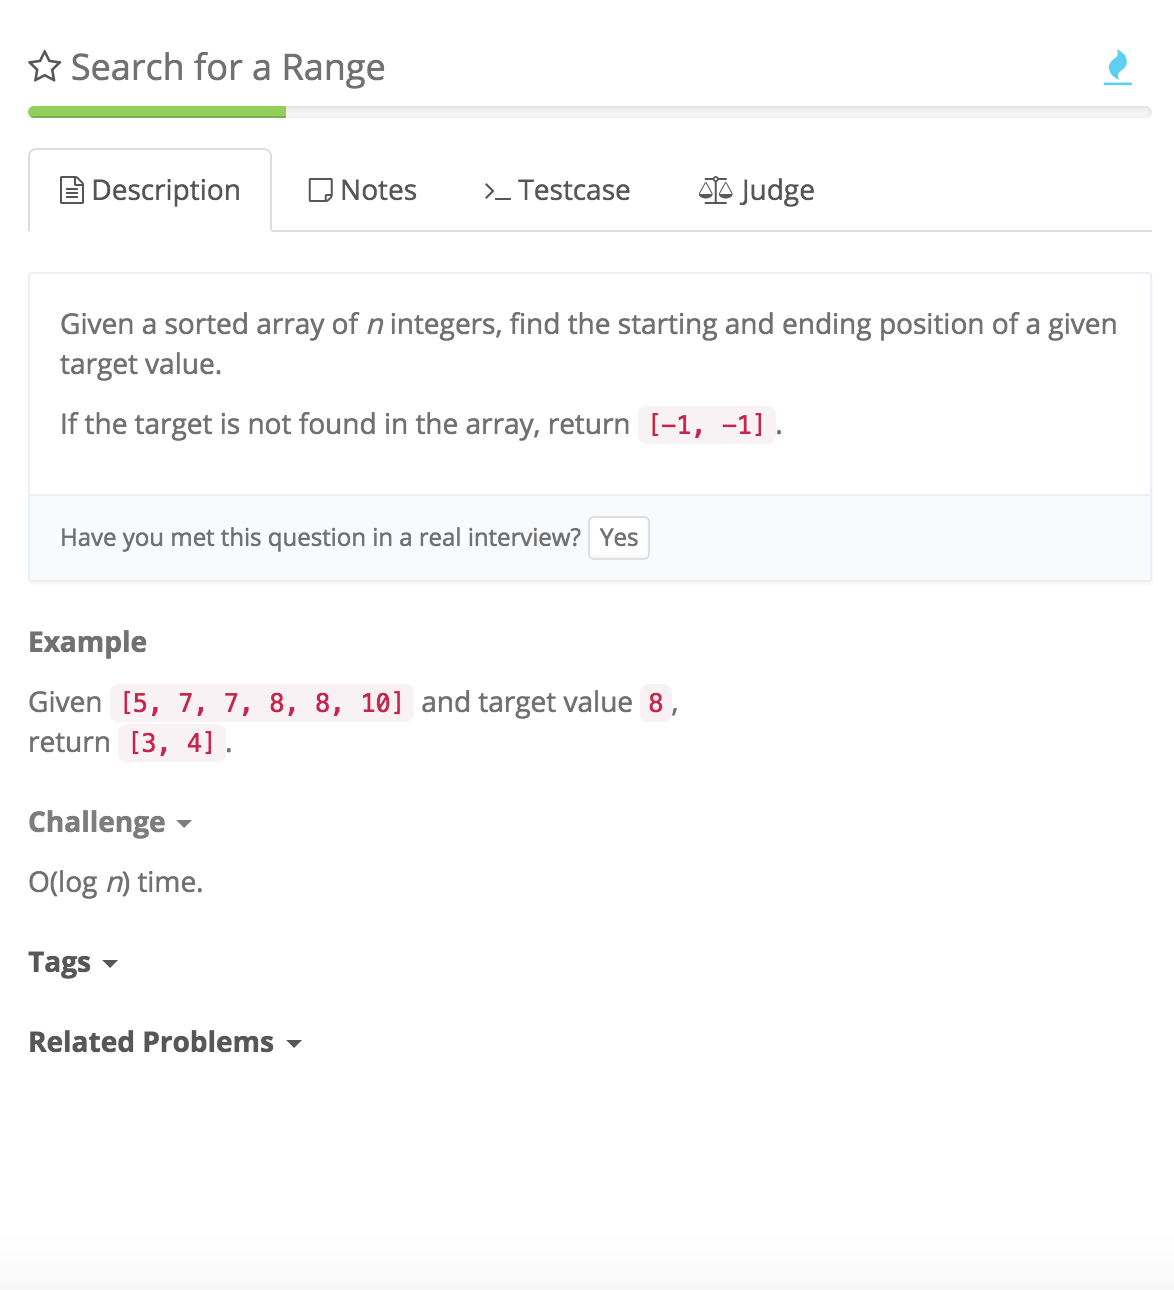 Search for a Range
Description
Notes
>_ Testcase
Judge
Given a sorted array of n integers, find the starting and ending position of a given
target value.
If the target is not found in the array, return [-1, -1].
Have you met this question in a real interview? Yes
Example
Given [5, 7, 7, 8, 8, 10] and target value 8,
return [3, 4].
Challenge
O(log n) time.
Tags
Related Problems